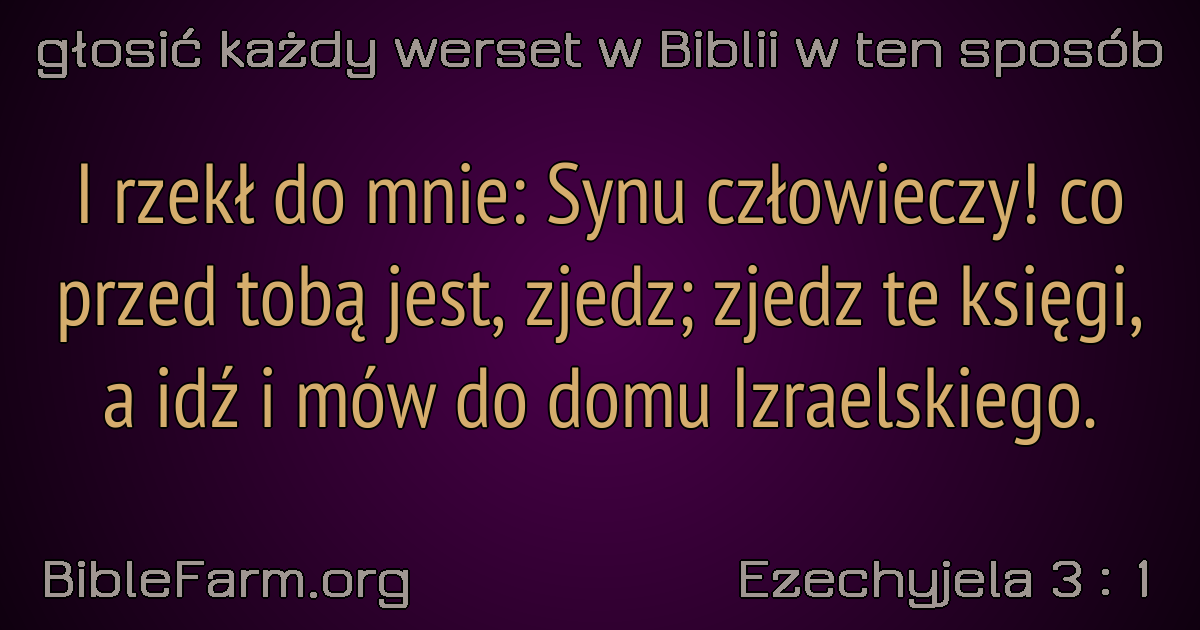 głosić każdy werset w Biblii w ten sposób
I rzekł do mnie: Synu człowieczy! co
przed tobą jest, zjedz; zjedz te księgi,
a idź i mów do domu Izraelskiego.
BibleFarm.org
Ezechyjela 3 : 1